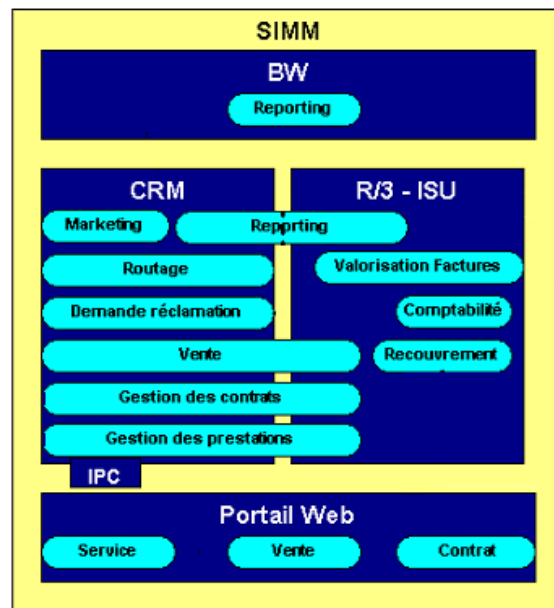 SIMM
BW
Reporting
CRM
R/3 - ISU
Marketing
Reporting
Routage
Valorisation Factures
Demande réclamation
Comptabilité
Vente
Recouvrement
Gestion des contrats
Gestion des prestations
IPC
Portail Web
Service
Vente
Contrat